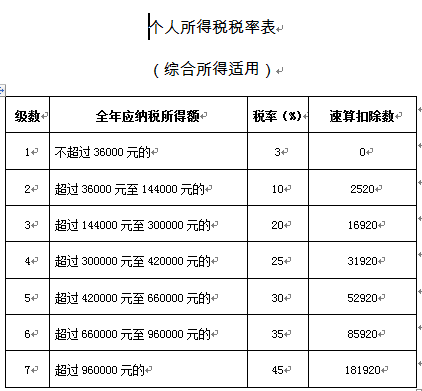 个人所得税税率表
（综合所得适用）
级数 全年应纳税所得额 税率（%） 速算扣除数
1 不超过 36000 元的 3 0
2 超过 36000 元至 144000 元的 10 2520
3 超过 144000 元至 300000 元的 20 16920
4 超过 300000 元至 420000 元的 25 31920
5 超过 420000 元至 660000 元的 30 52920
6 超过 660000 元至 960000 元的 35 85920
7 超过 960000 元的 45 181920